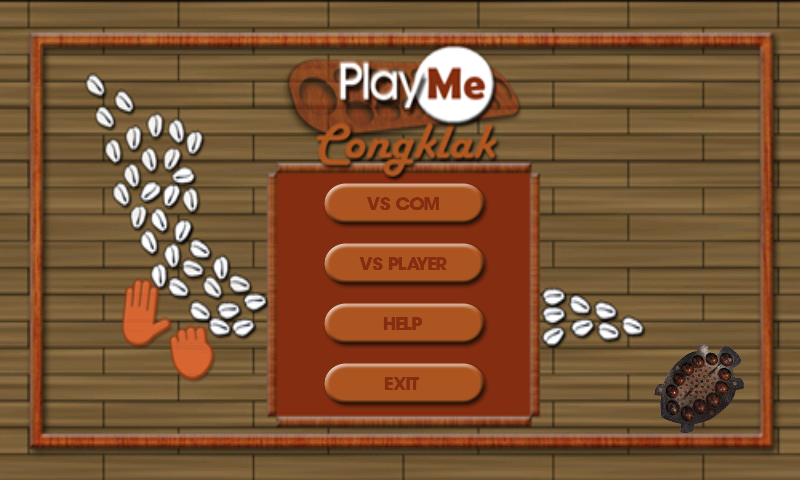 PlayMe
Congklak
VS COM
VS PLAYER
HELP
EXIT